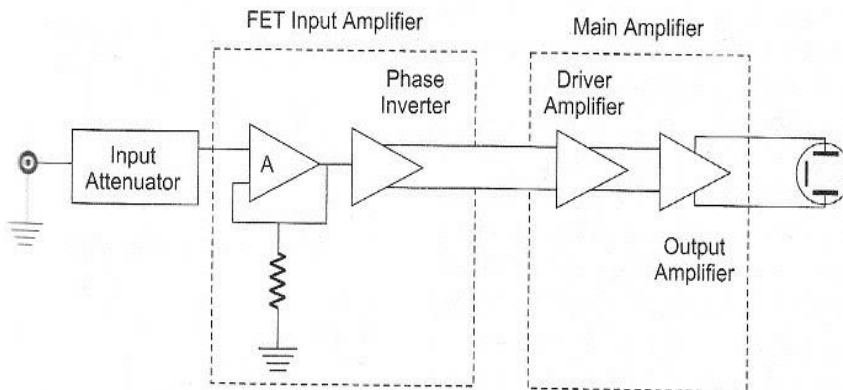 FET Input Amplifier
Main Amplifier
Phase
Inverter
Driver
Amplifier
Input
Attenuator
A
Output
Amplifier